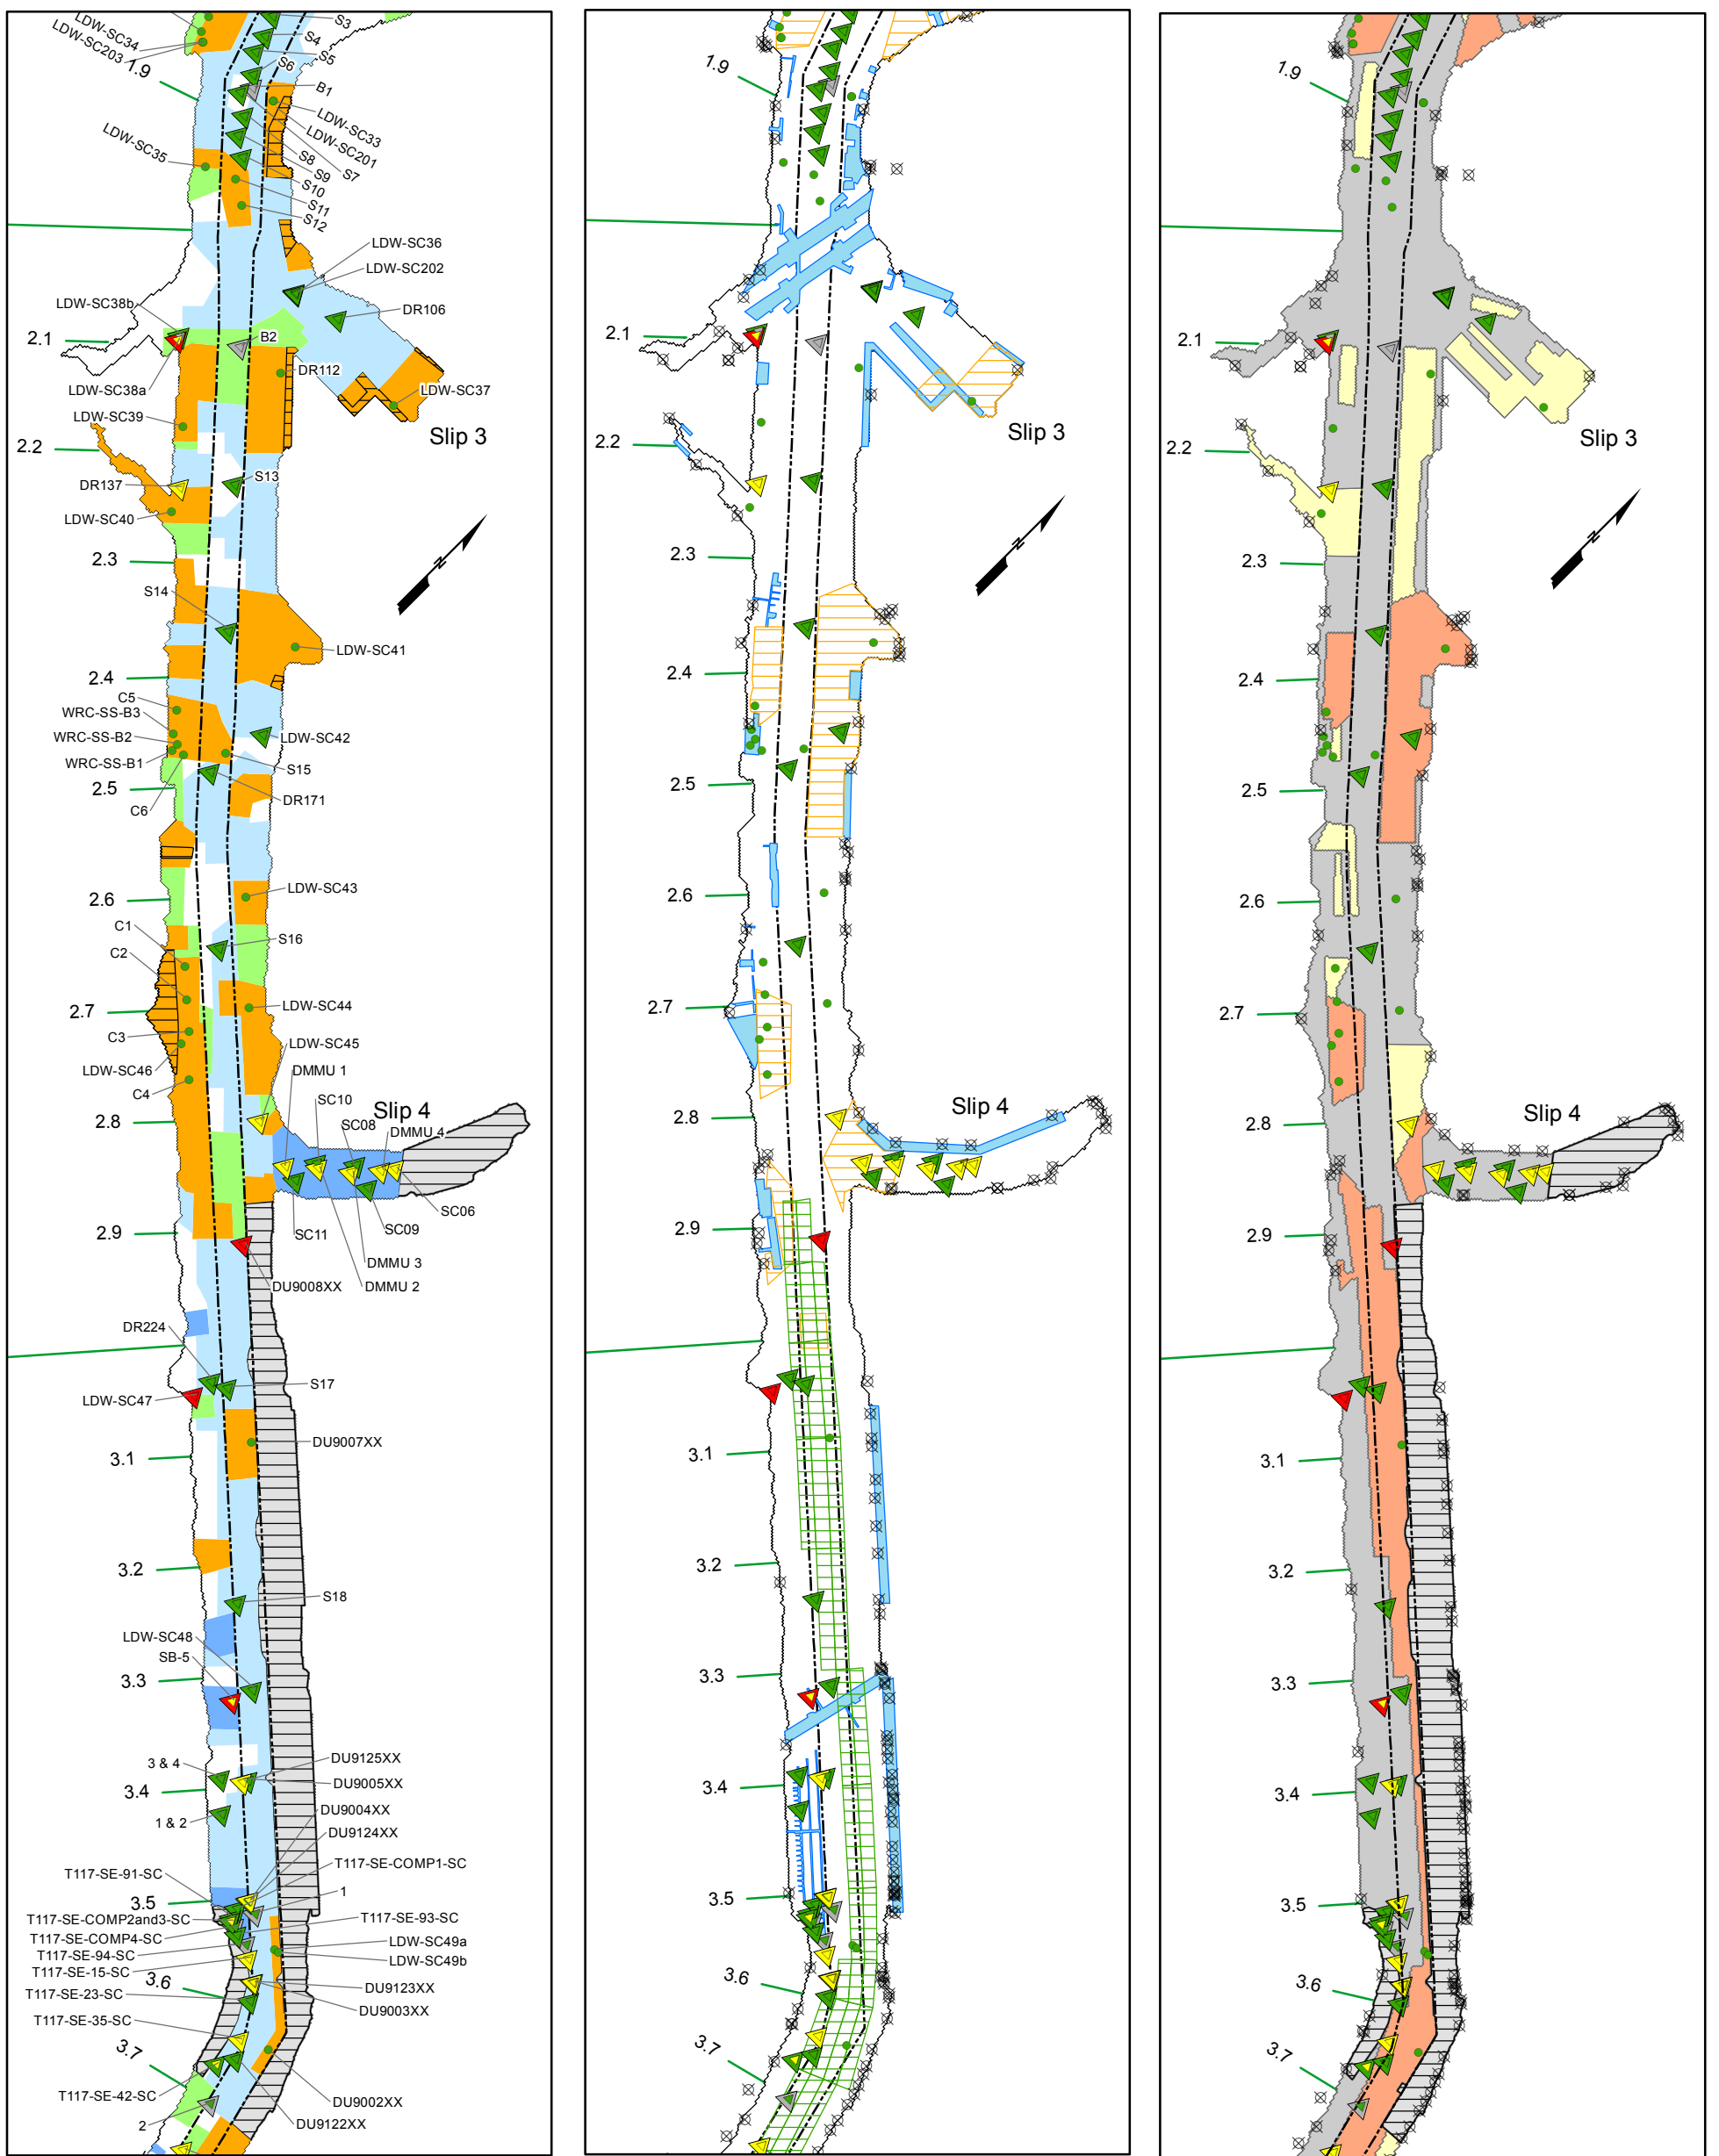 LDW-SC34
S3
LDW-SC203
S4
S5
1.9
S6
B1
LDW-SC33
LDW-SC201
LDW-SC35
S8
S7
S9
S10
S11
S12
LDW-SC36
LDW-SC202
LDW-SC38b
DR106
2.1
B2
DR112
LDW-SC38a
LDW-SC37
LDW-SC39
Slip 3
2.2
S13
DR137
LDW-SC40
N
2.3
S14
LDW-SC41
2.4
C5
WRC-SS-B3
WRC-SS-B2
LDW-SC42
WRC-SS-B1
S15
2.5
DR171
C6
LDW-SC43
2.6
C1
S16
C2
LDW-SC44
2.7
C3
LDW-SC45
LDW-SC46
DMMU 1
C4
SC10
Slip 4
2.8
SC08
DMMU 4
SC06
SC09
2.9
SC11
DMMU 3
DU9008XX
DMMU 2
DR224
S17
LDW-SC47
DU9007XX
3.1
3.2
S18
LDW-SC48
SB-5
3.3
DU9125XX
3 & 4
DU9005XX
3.4
DU9004XX
1 & 2
DU9124XX
T117-SE-COMP1-SC
T117-SE-91-SC
1
3.5
T117-SE-COMP2and3-SC
T117-SE-93-SC
T117-SE-COMP4-SC
LDW-SC49a
T117-SE-94-SC
LDW-SC49b
T117-SE-15-SC
3.6
DU9123XX
T117-SE-23-SC
DU9003XX
T117-SE-35-SC
3.7
T117-SE-42-SC
DU9002XX
2
DU9122XX
1.9
2.1
Slip 3
2.2
N
2.3
2.4
2.5
2.6
2.7
2.8
Slip 4
2.9
3.1
3.2
3.3
3.4
3.5
3.6
3.7
1.9
2.1
Slip 3
2.2
N
2.3
2.4
2.5
2.6
2.7
2.8
Slip 4
2.9
3.1
3.2
3.3
3.4
3.5
3.6
3.7